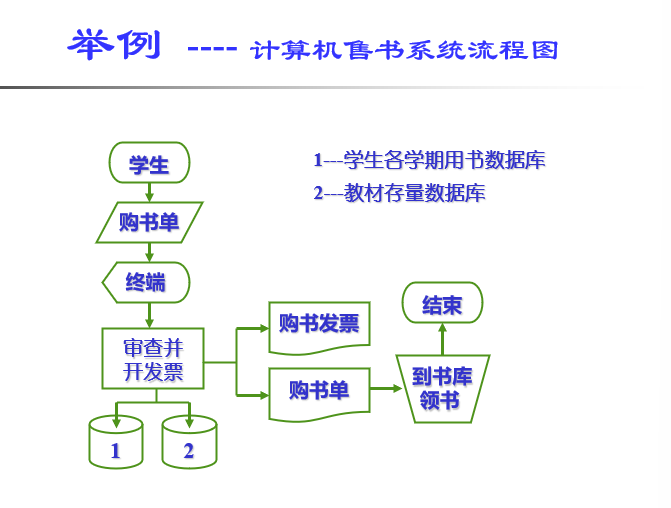 举例 ---- 计算机售书系统流程图
1---学生各学期用书数据库
2---教材存量数据库
学生
购书单
终端
审查并
开发票
1
2
购书发票
购书单
到书库
领书
结束